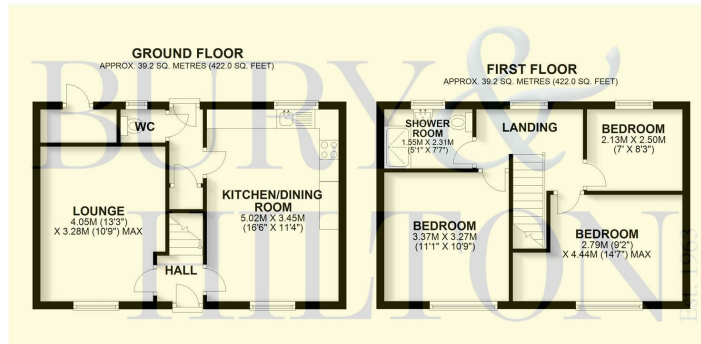 BURY &
HILTON
Est. 1963
GROUND FLOOR
APPROX. 39.2 SQ. METRES (422.0 SQ. FEET)
WC
LOUNGE
4.05M (13'3")
X 3.28M (10'9") MAX
KITCHEN/DINING
ROOM
5.02M X 3.45M
(16'6" X 11'4")
HALL
FIRST FLOOR
APPROX. 39.2 SQ. METRES (422.0 SQ. FEET)
SHOWER
ROOM
1.55M X 2.31M
(5'1" X 7'7")
LANDING
BEDROOM
2.13M X 2.50M
(7' X 8'3")
BEDROOM
3.37M X 3.27M
(11'1" X 10'9")
BEDROOM
2.79M (9'2")
X 4.44M (14'7") MAX